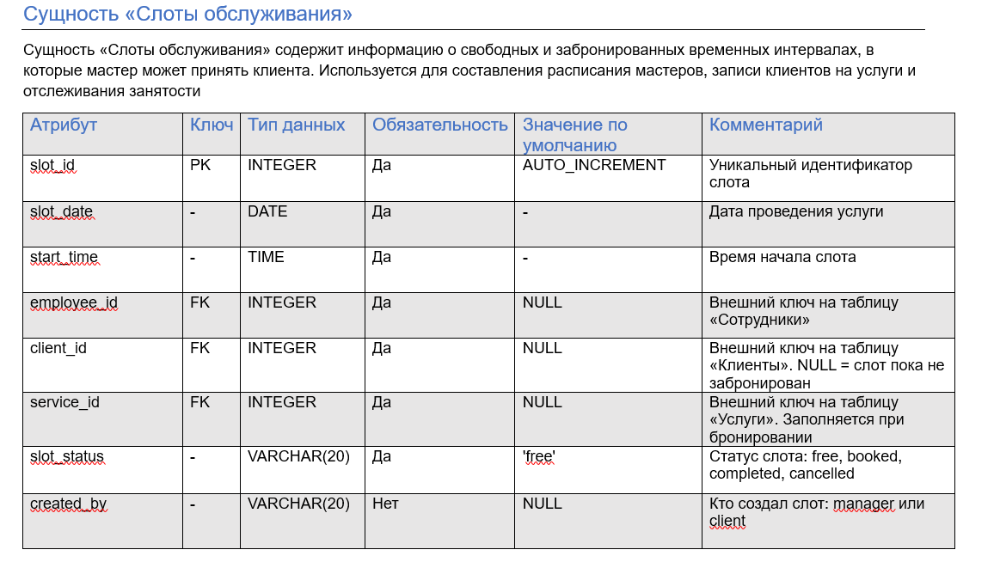 Сущность «Слоты обслуживания»
Сущность «Слоты обслуживания» содержит информацию о свободных и забронированных временных интервалах, в
которые мастер может принять клиента. Используется для составления расписания мастеров, записи клиентов на услуги и
отслеживания занятости
Атрибут Ключ Тип данных Обязательность Значение по
умолчанию Комментарий
slot_id PK INTEGER Да AUTO_INCREMENT Уникальный идентификатор
слота
slot_date - DATE Да - Дата проведения услуги
start_time - TIME Да - Время начала слота
employee_id FK INTEGER Да NULL Внешний ключ на таблицу
«Сотрудники»
client_id FK INTEGER Да NULL Внешний ключ на таблицу
«Клиенты». NULL = слот пока не
забронирован
service_id FK INTEGER Да NULL Внешний ключ на таблицу
«Услуги». Заполняется при
бронировании
slot_status - VARCHAR(20) Да 'free' Статус слота: free, booked,
completed, cancelled
created_by - VARCHAR(20) Нет NULL Кто создал слот: manager или
client